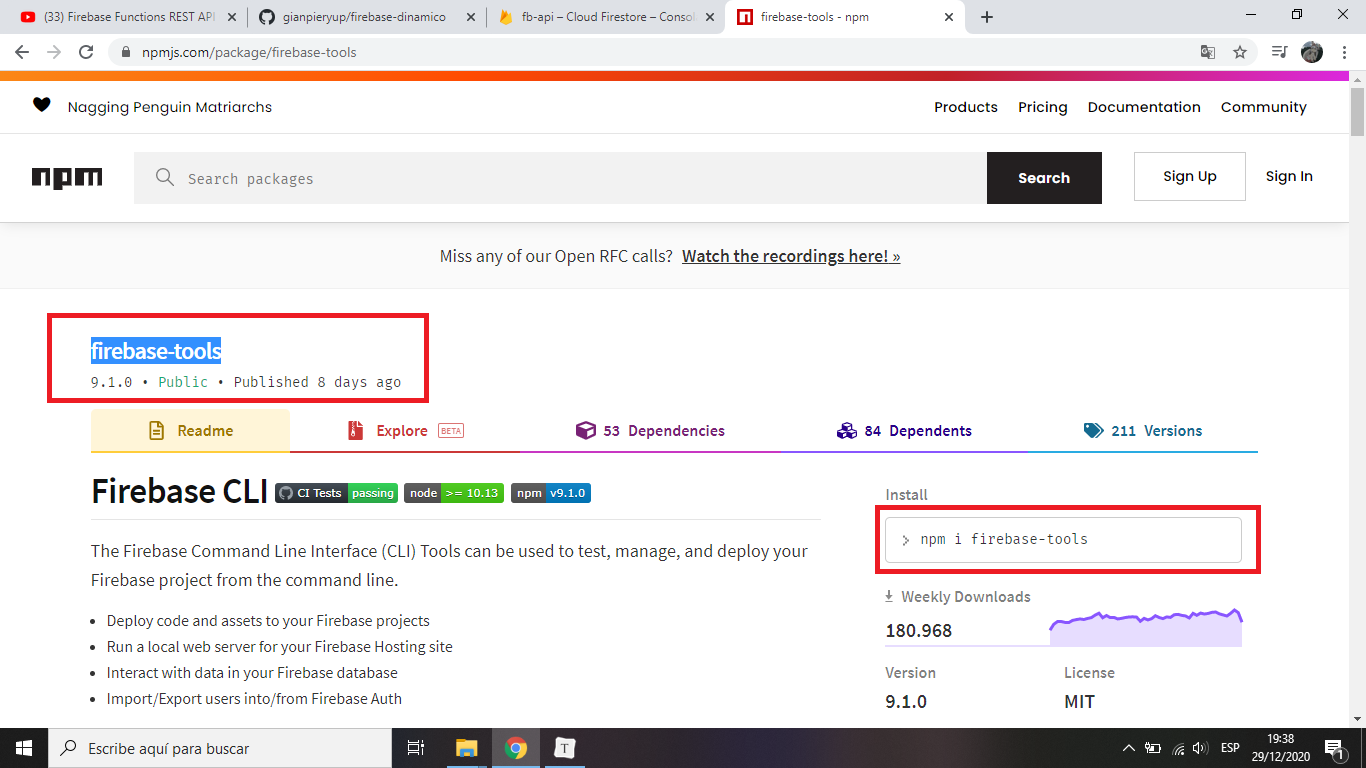 (33) Firebase Functions REST API
gianpieryup/firebase-dinamico
fb-api – Cloud Firestore – Consol
firebase-tools - npm
npmjs.com/package/firebase-tools
Nagging Penguin Matriarchs
Products Pricing Documentation Community
npm
Search packages
Search
Sign Up
Sign In
Miss any of our Open RFC calls? Watch the recordings here! »
firebase-tools
9.1.0 • Public • Published 8 days ago
Readme
Explore BETA
53 Dependencies
84 Dependents
211 Versions
Firebase CLI CI Tests passing node >= 10.13 npm v9.1.0
The Firebase Command Line Interface (CLI) Tools can be used to test, manage, and deploy your
Firebase project from the command line.
• Deploy code and assets to your Firebase projects
• Run a local web server for your Firebase Hosting site
• Interact with data in your Firebase database
• Import/Export users into/from Firebase Auth
Install
> npm i firebase-tools
Weekly Downloads
180.968
Version License
9.1.0 MIT
Escribe aquí para buscar
T
ESP
19:38
29/12/2020
1